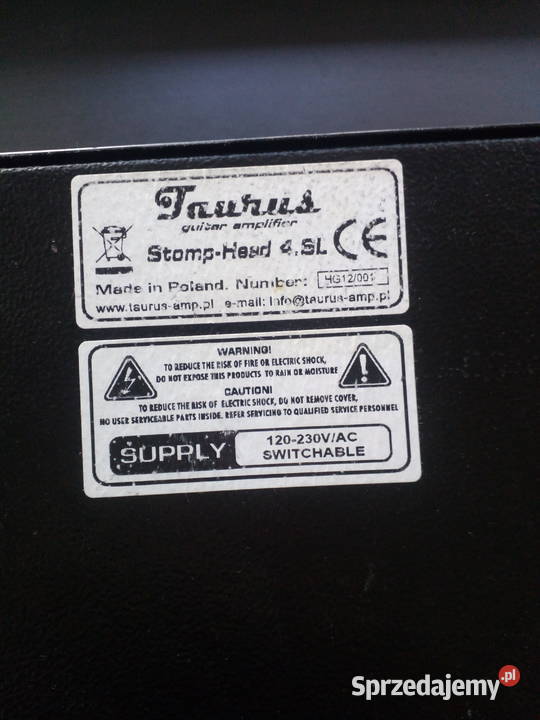 Taurus
guitar amplifier
Stomp-Head 4.SL CE
Made in Poland. Number: HG12/001
www.taurus-amp.pl e-mail: info@taurus-amp.pl
WARNING!
TO REDUCE THE RISK OF FIRE OR ELECTRIC SHOCK,
DO NOT EXPOSE THIS PRODUCTS TO RAIN OR MOISTURE
CAUTION!
TO REDUCE THE RISK OF ELECTRIC SHOCK, DO NOT REMOVE COVER,
NO USER SERVICEABLE PARTS INSIDE. REFER SERVICING TO QUALIFIED SERVICE PERSONNEL
SUPPLY
120-230V/AC
SWITCHABLE
Sprzedajemy.pl